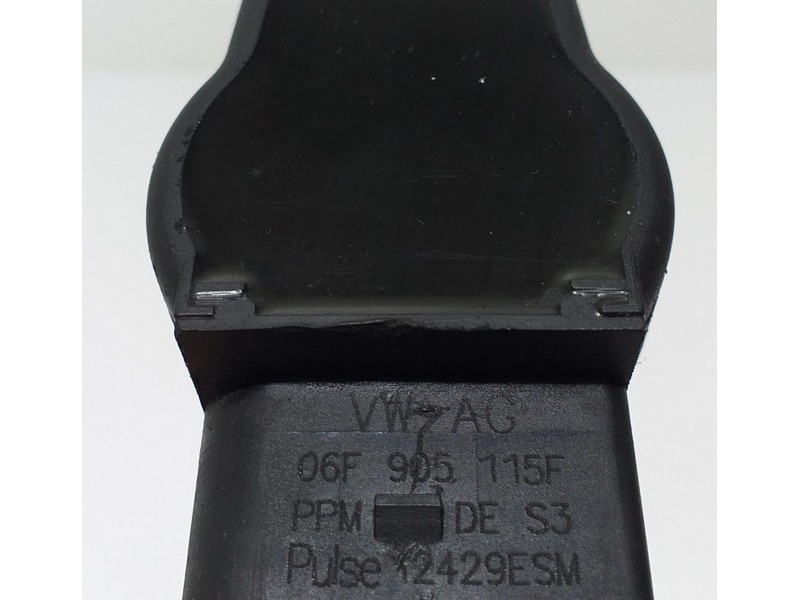 VW AG
06F 905 115F
PPM DE S3
Pulse 12429ESM